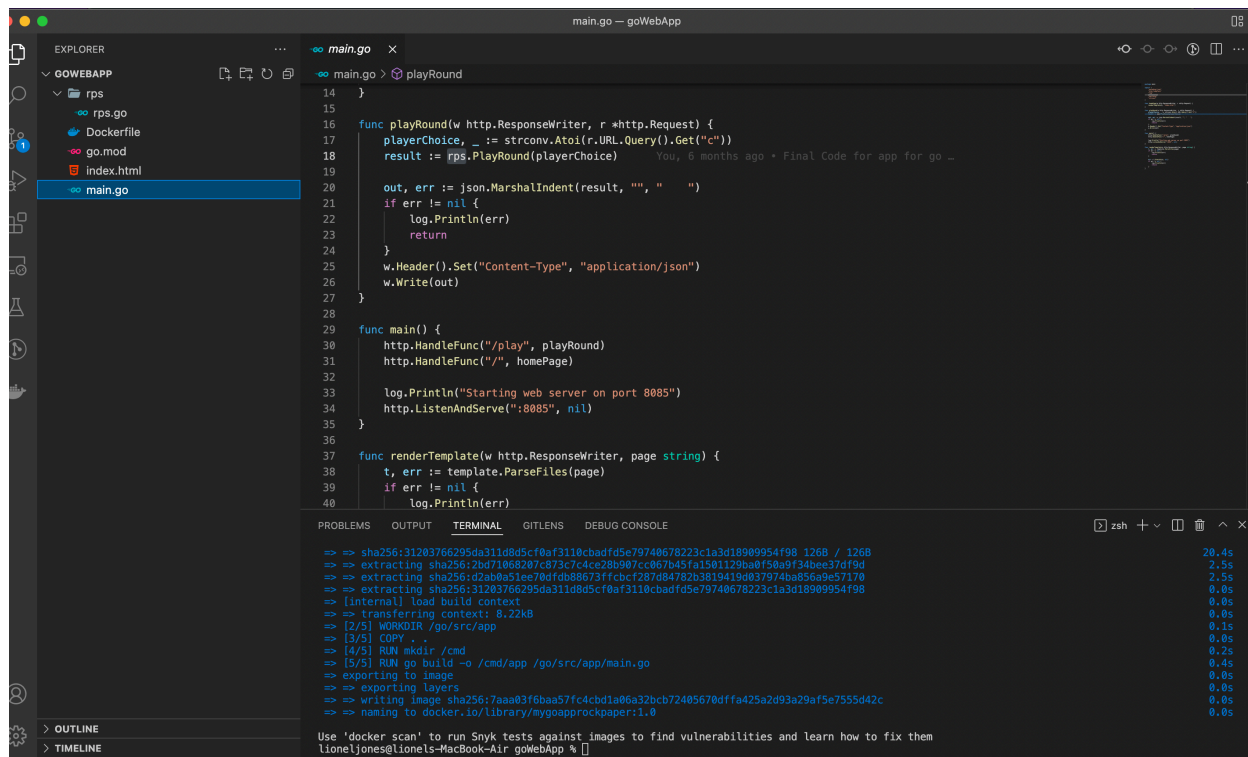 main.go — goWebApp
EXPLORER
GOWEBAPP
rps
rps.go
Dockerfile
go.mod
index.html
main.go
OUTLINE
TIMELINE
1
main.go
main.go > playRound
14 }
15
16 func playRound(w http.ResponseWriter, r *http.Request) {
17 playerChoice, _ := strconv.Atoi(r.URL.Query().Get("c"))
18 result := rps.PlayRound(playerChoice) You, 6 months ago • Final Code for app for go …
19
20 out, err := json.MarshalIndent(result, "", "    ")
21 if err != nil {
22 log.Println(err)
23 return
24 }
25 w.Header().Set("Content-Type", "application/json")
26 w.Write(out)
27 }
28
29 func main() {
30 http.HandleFunc("/play", playRound)
31 http.HandleFunc("/", homePage)
32
33 log.Println("Starting web server on port 8085")
34 http.ListenAndServe(":8085", nil)
35 }
36
37 func renderTemplate(w http.ResponseWriter, page string) {
38 t, err := template.ParseFiles(page)
39 if err != nil {
40 log.Println(err)
PROBLEMS OUTPUT TERMINAL GITLENS DEBUG CONSOLE zsh
=> => sha256:31203766295da311d8d5cf0af3110cbadfd5e79740678223c1a3d18909954f98 126B / 126B 20.4s
=> => extracting sha256:2bd71068207c873c7c4ce28b907cc067b45fa1501129ba0f50a9f34bee37df9d 2.5s
=> => extracting sha256:d2ab0a51ee70dfdb88673ffcbcf287d84782b3819419d037974ba856a9e57170 2.5s
=> => extracting sha256:31203766295da311d8d5cf0af3110cbadfd5e79740678223c1a3d18909954f98 0.0s
=> [internal] load build context 0.0s
=> => transferring context: 8.22kB 0.0s
=> [2/5] WORKDIR /go/src/app 0.1s
=> [3/5] COPY . . 0.0s
=> [4/5] RUN mkdir /cmd 0.2s
=> [5/5] RUN go build -o /cmd/app /go/src/app/main.go 0.4s
=> exporting to image 0.0s
=> => exporting layers 0.0s
=> => writing image sha256:7aaa03f6baa57fc4cbd1a06a32bcb72405670dffa425a2d93a29af5e7555d42c 0.0s
=> => naming to docker.io/library/mygoapprockpaper:1.0 0.0s
Use 'docker scan' to run Snyk tests against images to find vulnerabilities and learn how to fix them
lioneljones@lionels-MacBook-Air goWebApp %